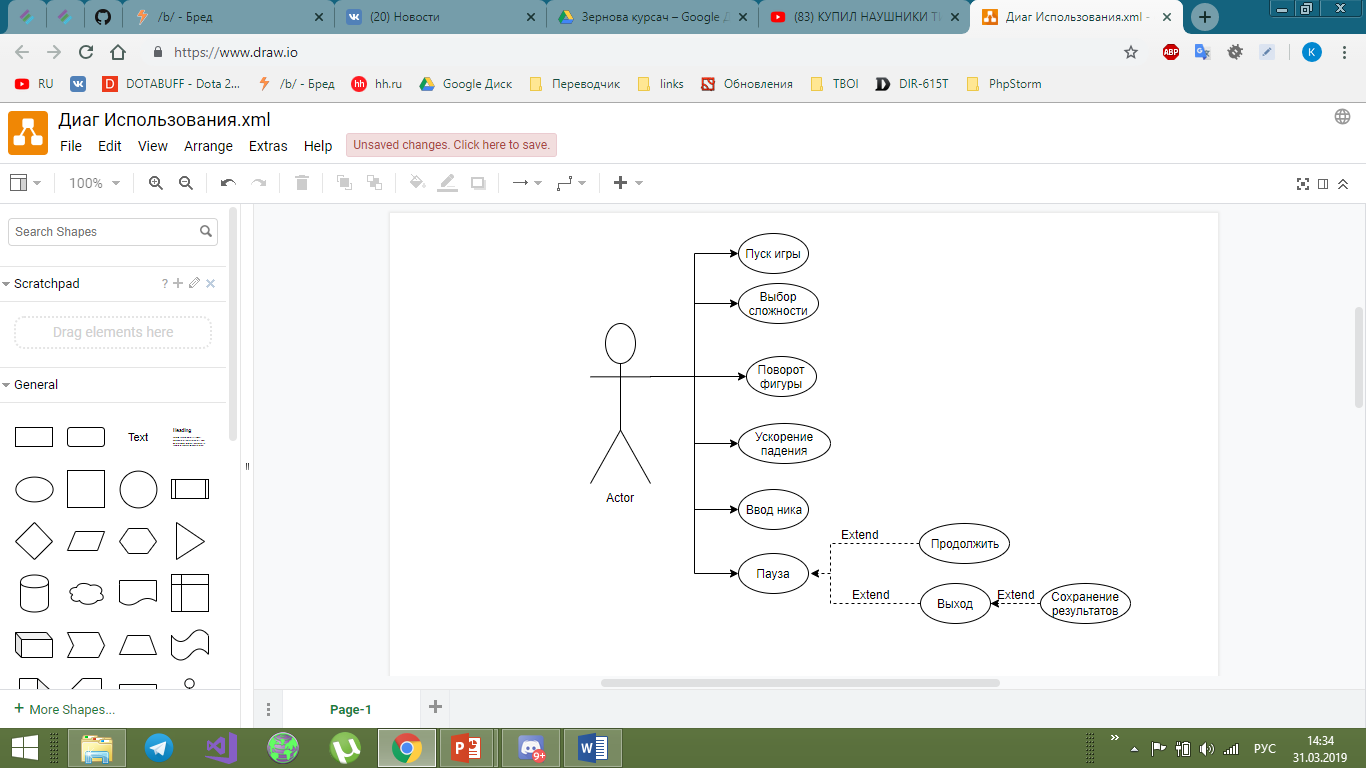 /b/ - Бред
(20) Новости
Зернова курсач – Google Д
(83) КУПИЛ НАУШНИКИ Т
Диаг Использования.xml -
https://www.draw.io
ABP
K
RU
DOTABUFF - Dota 2...
/b/ - Бред
hh
hh.ru
Google Диск
Переводчик
links
Обновления
ТВОІ
DIR-615T
PhpStorm
Диаг Использования.xml
File Edit View Arrange Extras Help
Unsaved changes. Click here to save.
100%
Search Shapes
Scratchpad
?
Drag elements here
General
Text
Heading
More Shapes...
Пуск игры
Выбор
сложности
Поворот
фигуры
Ускорение
падения
Ввод ника
Пауза
Actor
Extend
Продолжить
Extend
Выход
Extend
Сохранение
результатов
Page-1
9+
РУС
14:34
31.03.2019